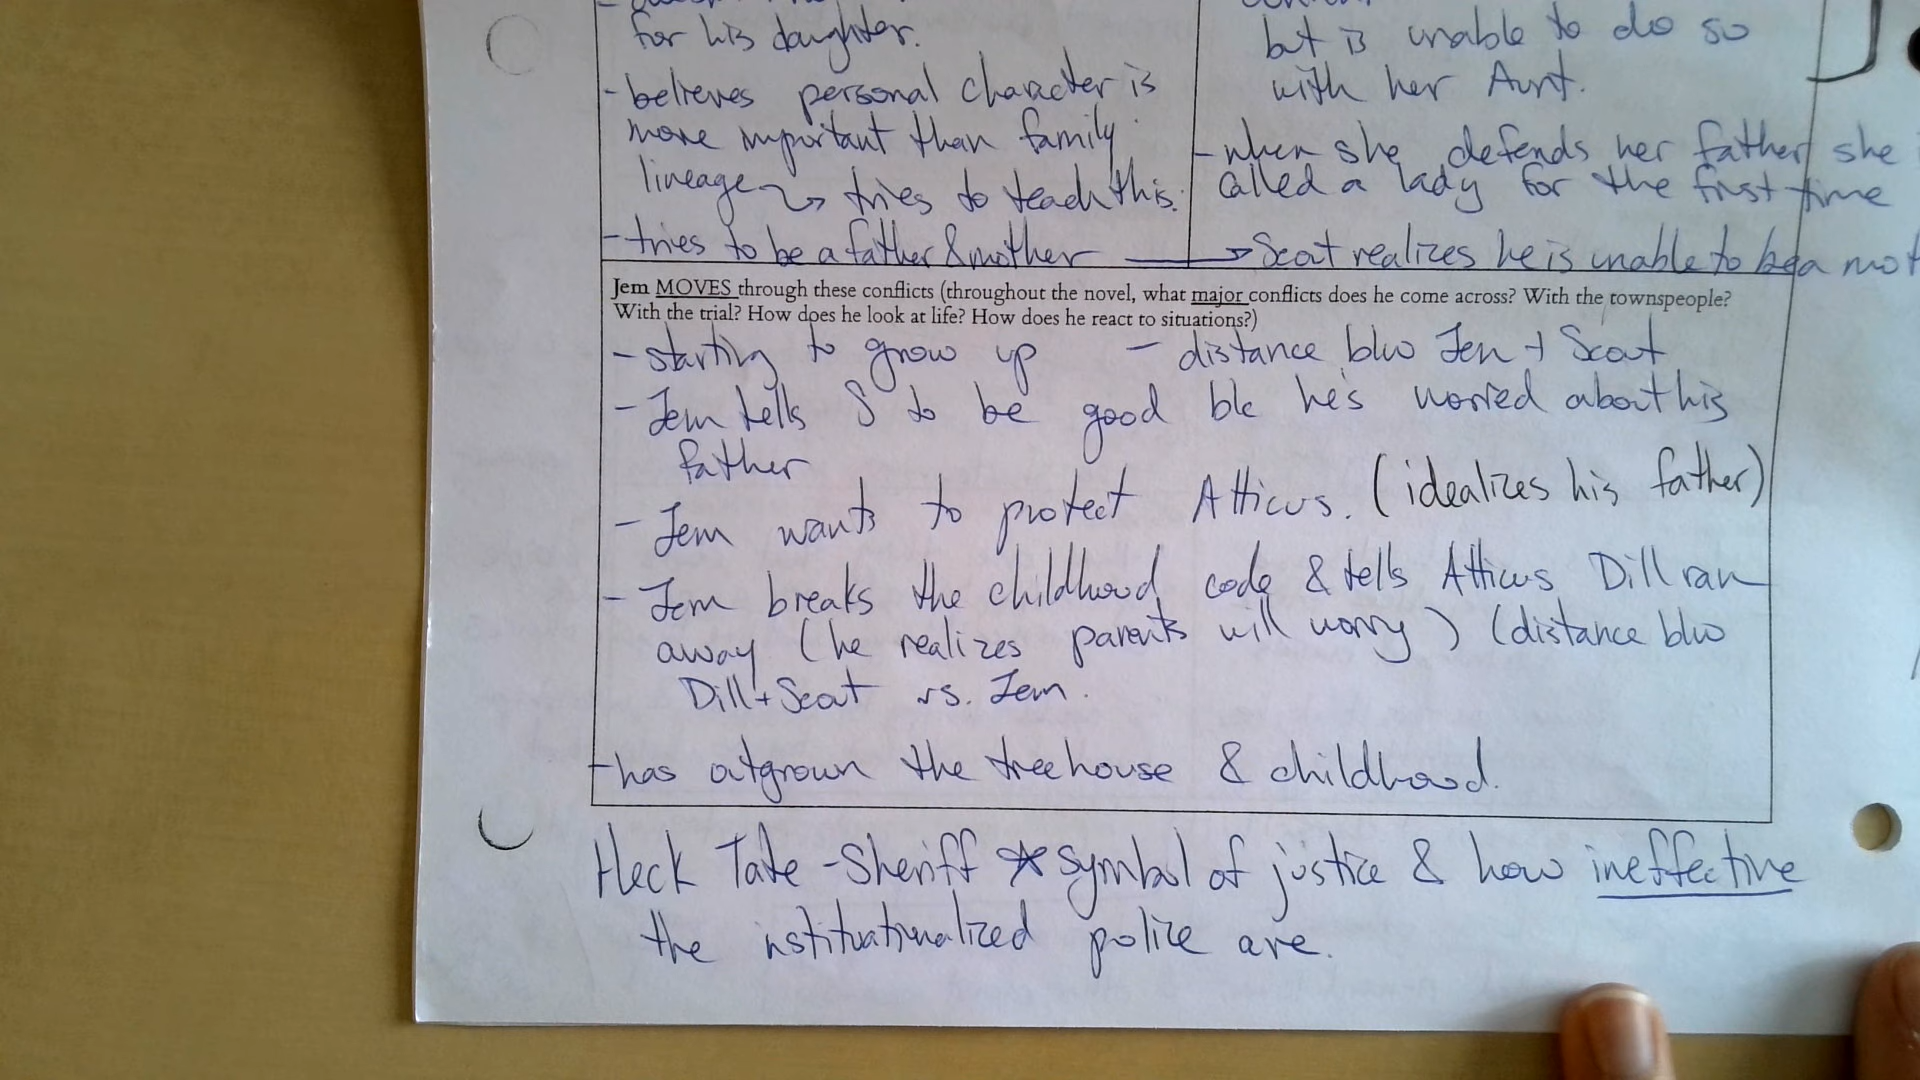 for his daughter.
- believes personal character is
more important than family
lineage → tries to teach this.
- tries to be a father & mother →
but is unable to do so
with her Aunt.
- when she defends her father she
called a lady for the first time
Scout realizes he is unable to be a mot
Jem MOVES through these conflicts (throughout the novel, what major conflicts does he come across? With the townspeople?
With the trial? How does he look at life? How does he react to situations?)
- starting to grow up - distance b/w Jem + Scout
- Jem tells S to be good b/c he's worried about his
father
- Jem wants to protect Atticus. (idealizes his father)
- Jem breaks the childhood code & tells Atticus Dill ran
away (he realizes parents will worry) (distance b/w
Dill + Scout vs. Jem.
- has outgrown the treehouse & childhood.
Heck Tate - Sheriff ★ symbol of justice & how ineffective
the instituationalized police are.